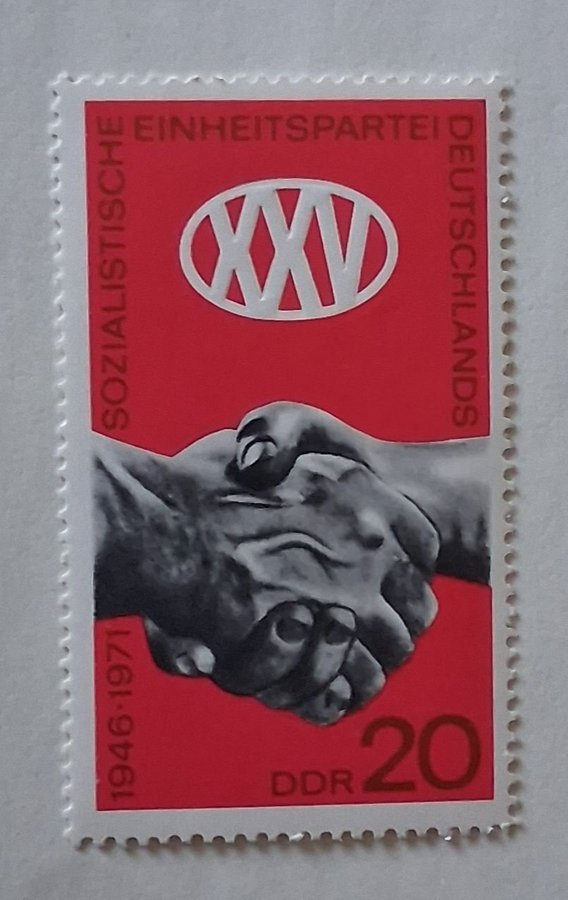 SOZIALISTISCHE
EINHEITSPARTEI
DEUTSCHLANDS
XXV
1946·1971
DDR 20